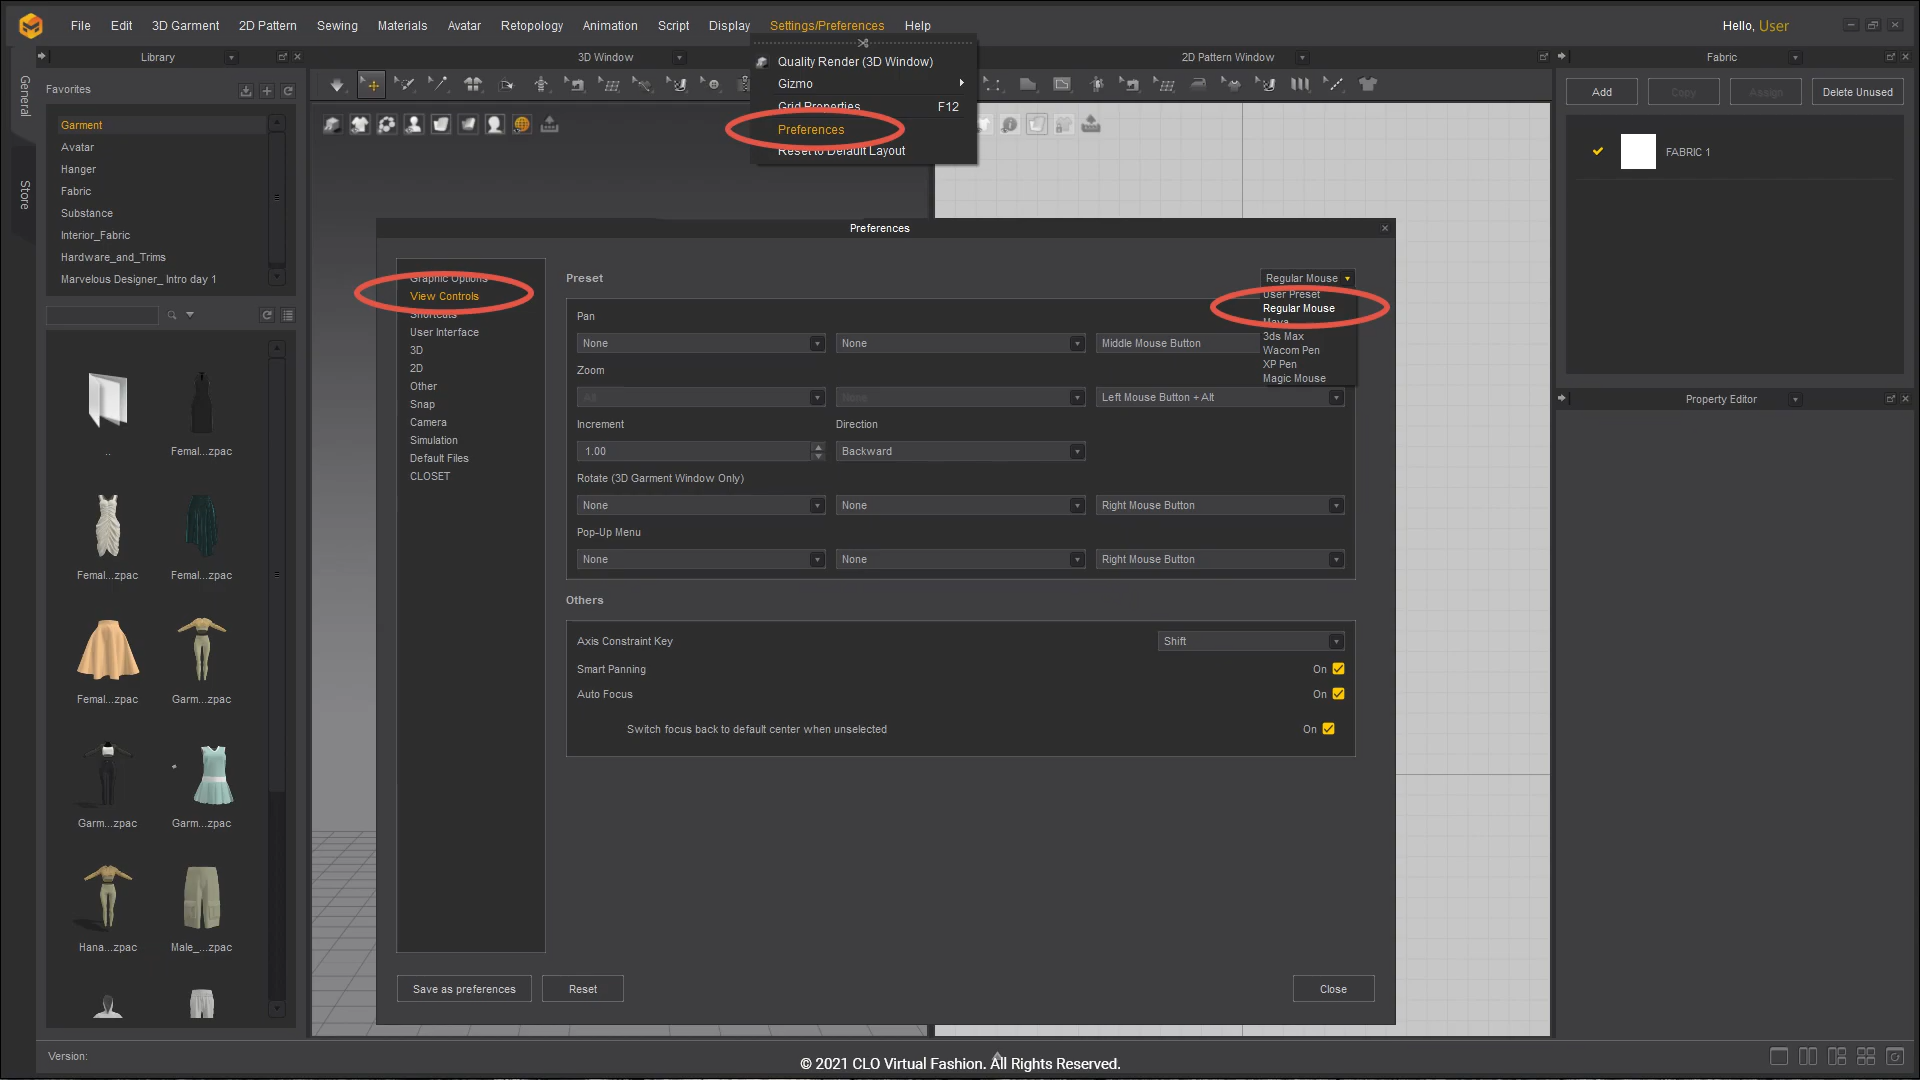 File Edit 3D Garment 2D Pattern Sewing Materials Avatar Retopology Animation Script Display Settings/Preferences Help
Hello, User
Library
3D Window
2D Pattern Window
Fabric
General
Store
Favorites
Garment
Avatar
Hanger
Fabric
Substance
Interior_Fabric
Hardware_and_Trims
Marvelous Designer_ Intro day 1
..
Femal...zpac
Femal...zpac
Femal...zpac
Femal...zpac
Garm...zpac
Garm...zpac
Garm...zpac
Hana...zpac
Male_...zpac
Quality Render (3D Window)
Gizmo
Grid Properties F12
Preferences
Reset to Default Layout
Add Copy Assign Delete Unused
FABRIC 1
Property Editor
Preferences
Graphic Options
View Controls
Shortcuts
User Interface
3D
2D
Other
Snap
Camera
Simulation
Default Files
CLOSET
Preset
Regular Mouse
User Preset
Regular Mouse
Maya
3ds Max
Wacom Pen
XP Pen
Magic Mouse
Pan
None None Middle Mouse Button
Zoom
All None Left Mouse Button + Alt
Increment Direction
1.00 Backward
Rotate (3D Garment Window Only)
None None Right Mouse Button
Pop-Up Menu
None None Right Mouse Button
Others
Axis Constraint Key Shift
Smart Panning On
Auto Focus On
Switch focus back to default center when unselected On
Save as preferences Reset Close
Version:
© 2021 CLO Virtual Fashion. All Rights Reserved.